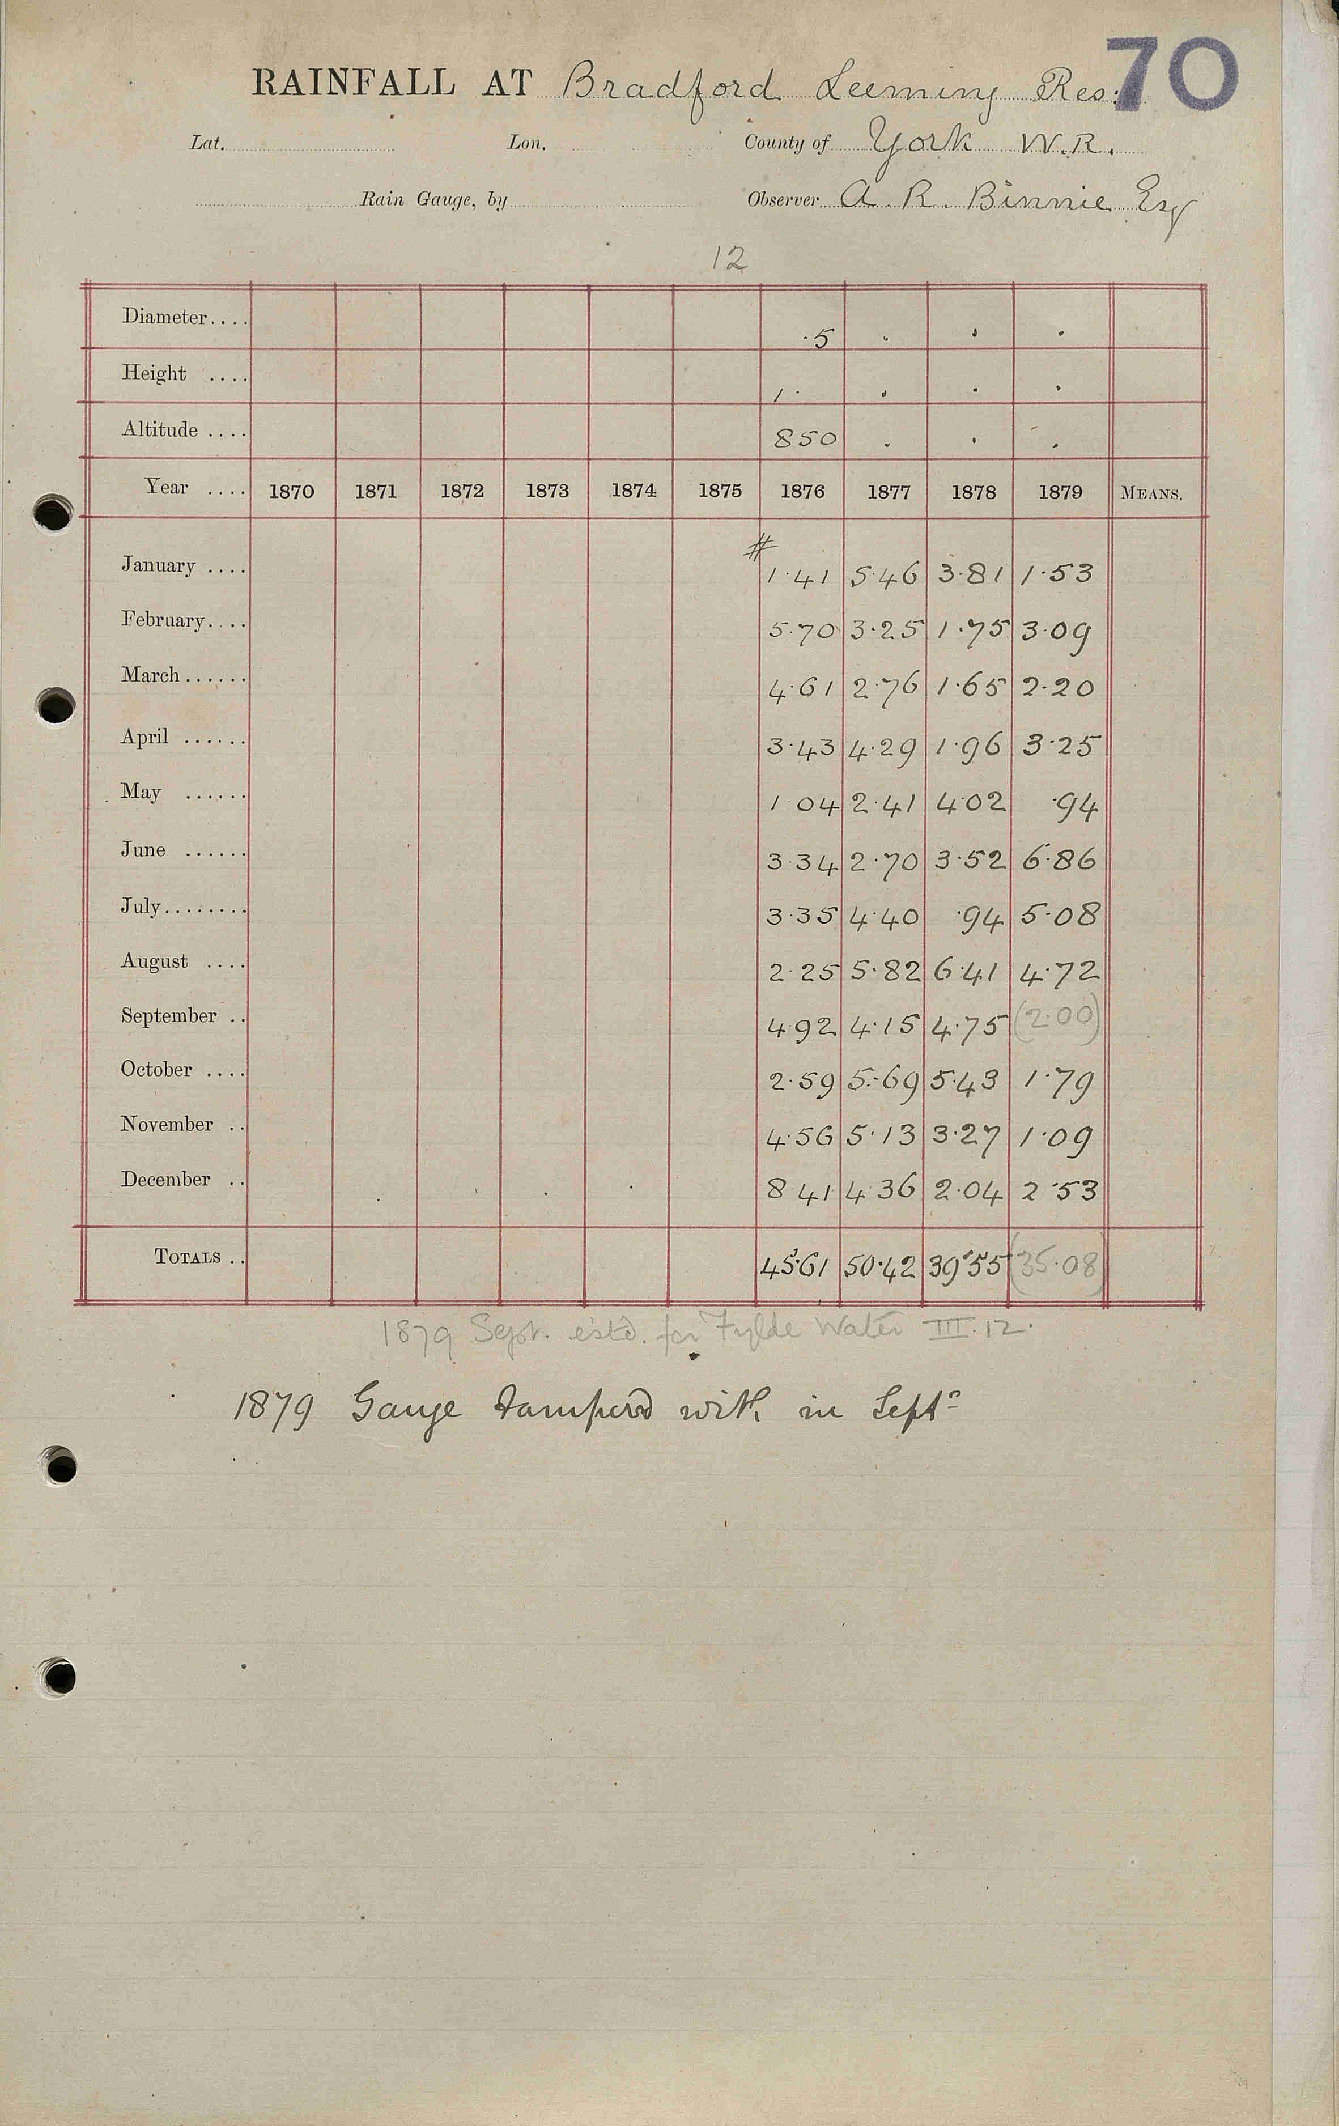 70
RAINFALL AT Bradford Leeming Res:
Lat. Lon. County of York W.R.
Rain Gauge, by Observer A. R. Binnie Esq
12
Diameter.... ·5 · · ·
Height .... 1· · · ·
Altitude .... 850 · · ·
Year .... 1870 1871 1872 1873 1874 1875 1876 1877 1878 1879 MEANS.
#
January .... 1·41 5·46 3·81 1·53
February.... 5·70 3·25 1·75 3·09
March...... 4·61 2·76 1·65 2·20
April ...... 3·43 4·29 1·96 3·25
May ...... 1 04 2·41 4·02 ·94
June ...... 3·34 2·70 3·52 6·86
July........ 3·35 4·40 ·94 5·08
August .... 2·25 5·82 6·41 4·72
September .. 4·92 4·15 4·75 (2·00)
October .... 2·59 5·69 5·43 1·79
November .. 4·56 5·13 3·27 1·09
December .. 8 41 4·36 2·04 2·53
TOTALS .. 45·61 50·42 39·55 (35·08)
1879 Sept. estd. for Fylde Water III. 12.
1879 Gauge tampered with in Sept?